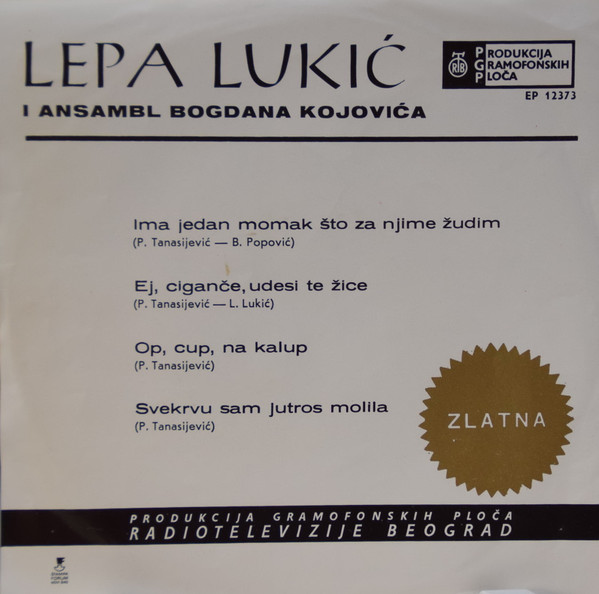 LEPA LUKIĆ
I ANSAMBL BOGDANA KOJOVIĆA
RTB
PRODUKCIJA
GRAMOFONSKIH
PLOČA
EP 12373
Ima jedan momak što za njime žudim
(P. Tanasijević — B. Popović)
Ej, ciganče, udesi te žice
(P. Tanasijević — L. Lukić)
Op, cup, na kalup
(P. Tanasijević)
Svekrvu sam jutros molila
(P. Tanasijević)
ZLATNA
PRODUKCIJA GRAMOFONSKIH PLOČA
RADIOTELEVIZIJE BEOGRAD